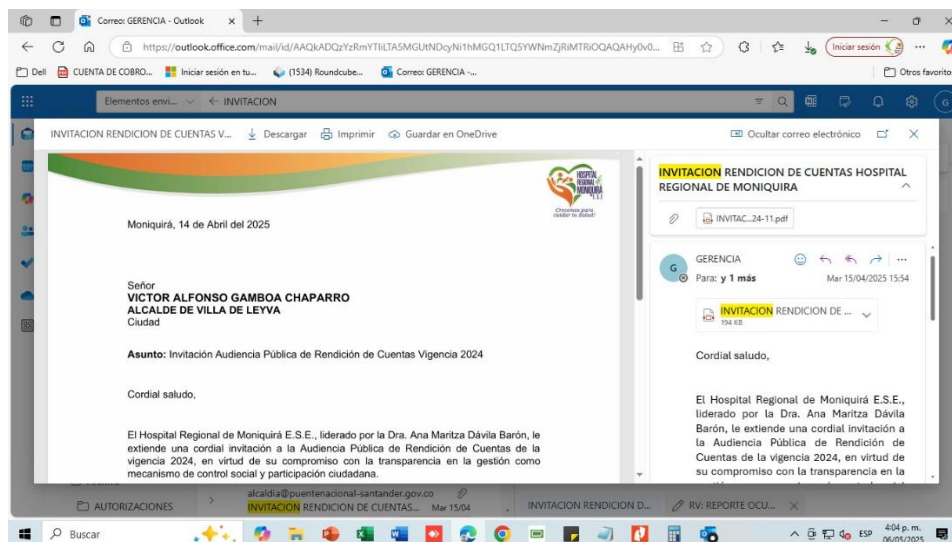 Correo: GERENCIA - Outlook
https://outlook.office.com/mail/id/AAQkADQzYzRmYTliLTA5MGUtNDcyNi1hMGQ1LTQ5YWNmZjRiMTRiOQAQAHy0v0...
Iniciar sesión
Dell
CUENTA DE COBRO...
Iniciar sesión en tu...
(1534) Roundcube...
Correo: GERENCIA -...
Otros favoritos
Elementos envi...
INVITACION
INVITACION RENDICION DE CUENTAS V...
Descargar
Imprimir
Guardar en OneDrive
Ocultar correo electrónico
HOSPITAL
REGIONAL
MONIQUIRÁ
E.S.E
Crecemos para
cuidar tu Salud!
Moniquirá, 14 de Abril del 2025
Señor
VICTOR ALFONSO GAMBOA CHAPARRO
ALCALDE DE VILLA DE LEYVA
Ciudad
Asunto: Invitación Audiencia Pública de Rendición de Cuentas Vigencia 2024
Cordial saludo,
El Hospital Regional de Moniquirá E.S.E., liderado por la Dra. Ana Maritza Dávila Barón, le
extiende una cordial invitación a la Audiencia Pública de Rendición de Cuentas de la
vigencia 2024, en virtud de su compromiso con la transparencia en la gestión como
mecanismo de control social y participación ciudadana.
INVITACION RENDICION DE CUENTAS HOSPITAL
REGIONAL DE MONIQUIRA
INVITAC...24-11.pdf
G
GERENCIA
Para: y 1 más
Mar 15/04/2025 15:54
INVITACION RENDICION DE ...
194 KB
Cordial saludo,
El Hospital Regional de Moniquirá E.S.E.,
liderado por la Dra. Ana Maritza Dávila
Barón, le extiende una cordial invitación a
la Audiencia Pública de Rendición de
Cuentas de la vigencia 2024, en virtud de
su compromiso con la transparencia en la
AUTORIZACIONES
alcaldia@puentenacional-santander.gov.co
INVITACION RENDICION DE CUENTAS...
Mar 15/04
INVITACION RENDICION D...
RV: REPORTE OCU...
Buscar
ESP
4:04 p. m.
06/05/2025